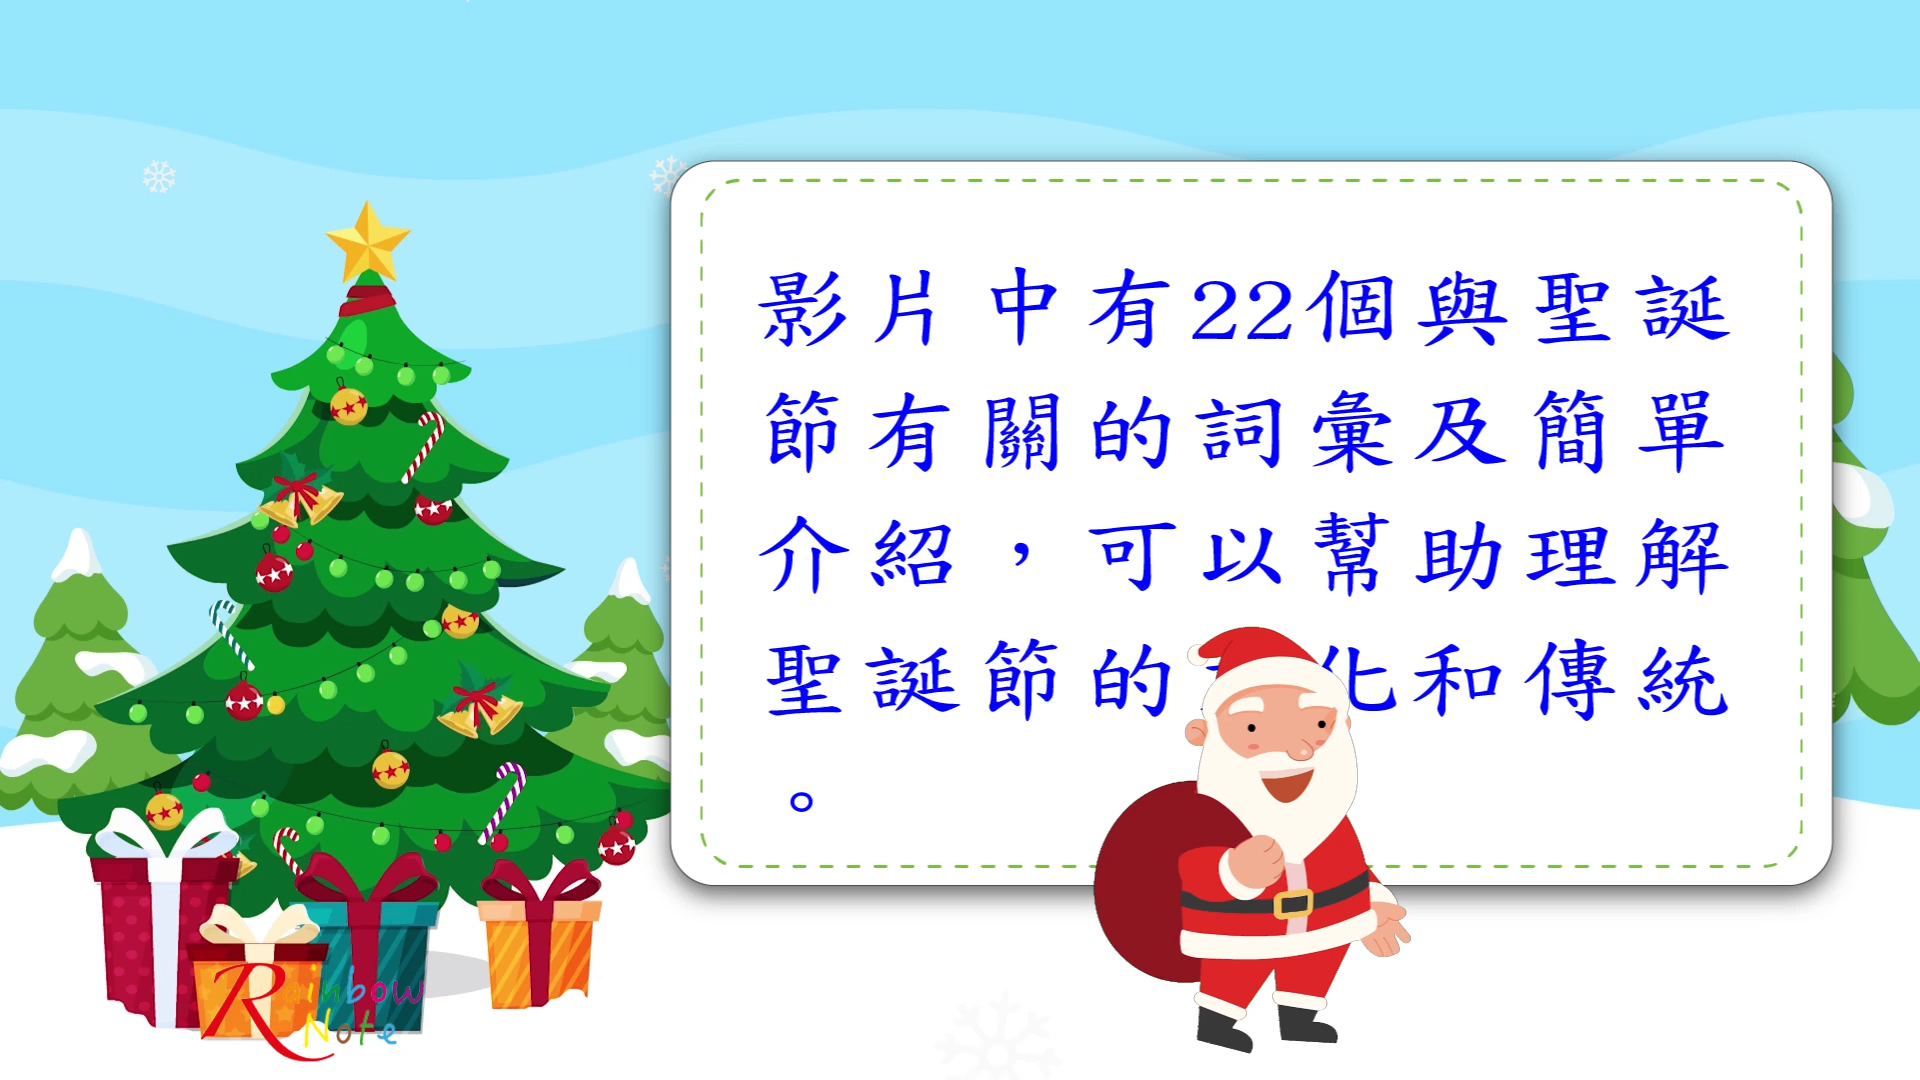 影片中有22個與聖誕
節有關的詞彙及簡單
介紹，可以幫助理解
聖誕節的化和傳統
。
Rainbow
Note